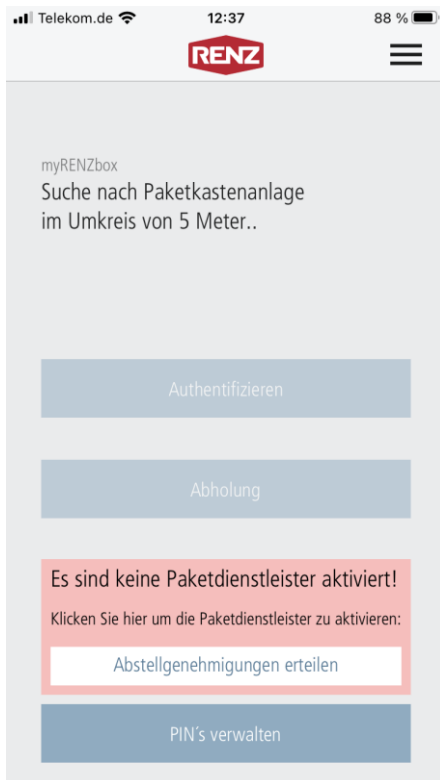 Telekom.de 12:37 88 %
RENZ
myRENZbox
Suche nach Paketkastenanlage
im Umkreis von 5 Meter..
Authentifizieren
Abholung
Es sind keine Paketdienstleister aktiviert!
Klicken Sie hier um die Paketdienstleister zu aktivieren:
Abstellgenehmigungen erteilen
PIN´s verwalten